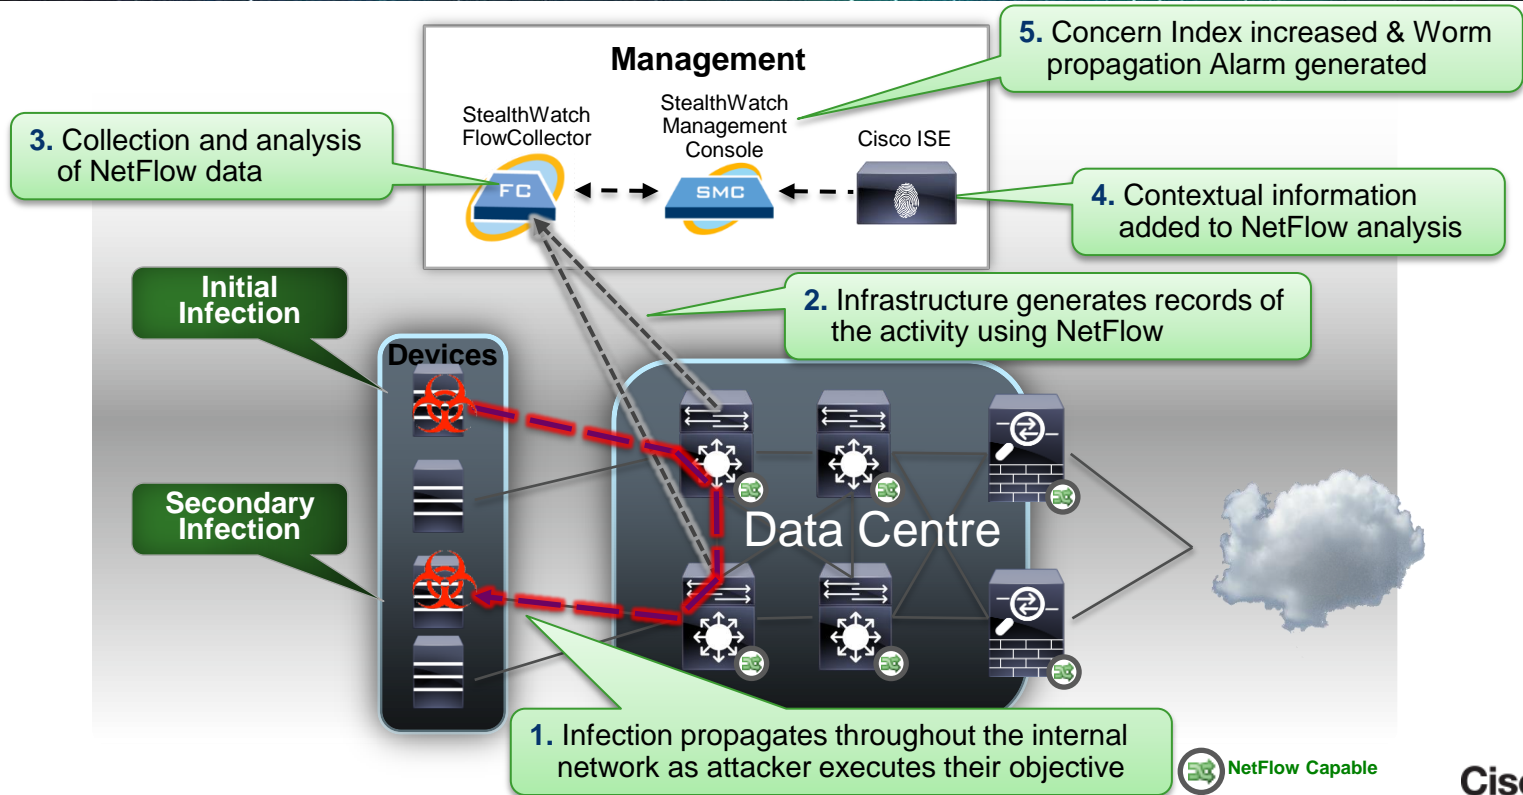 5. Concern Index increased & Worm
propagation Alarm generated
Management
StealthWatch
FlowCollector
StealthWatch
Management
Console
Cisco ISE
3. Collection and analysis
of NetFlow data
FC
SMC
4. Contextual information
added to NetFlow analysis
Initial
Infection
2. Infrastructure generates records of
the activity using NetFlow
Devices
Secondary
Infection
Data Centre
1. Infection propagates throughout the internal
network as attacker executes their objective
NetFlow Capable